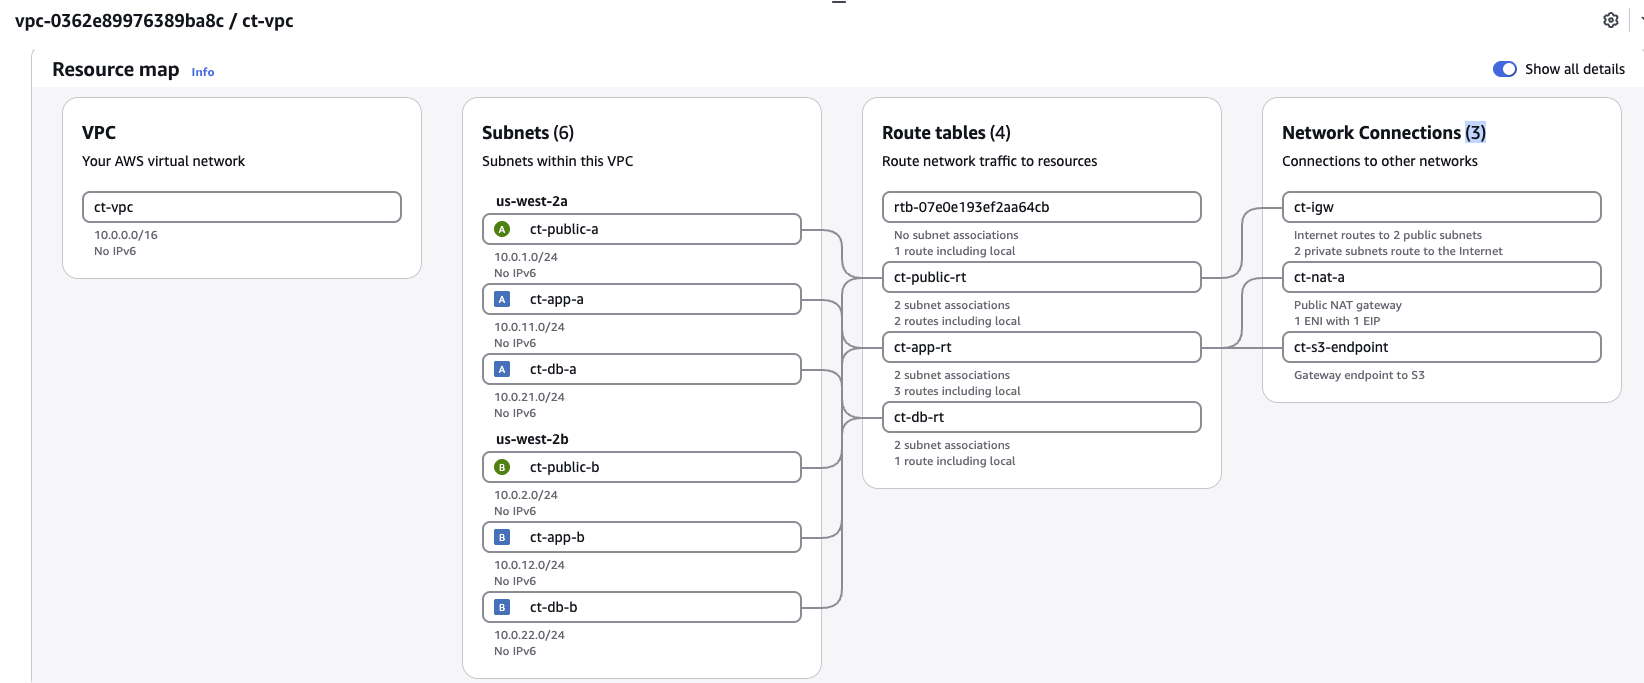 vpc-0362e89976389ba8c / ct-vpc
Resource map Info
Show all details
VPC
Your AWS virtual network
ct-vpc
10.0.0.0/16
No IPv6
Subnets (6)
Subnets within this VPC
us-west-2a
A ct-public-a
10.0.1.0/24
No IPv6
A ct-app-a
10.0.11.0/24
No IPv6
A ct-db-a
10.0.21.0/24
No IPv6
us-west-2b
B ct-public-b
10.0.2.0/24
No IPv6
B ct-app-b
10.0.12.0/24
No IPv6
B ct-db-b
10.0.22.0/24
No IPv6
Route tables (4)
Route network traffic to resources
rtb-07e0e193ef2aa64cb
No subnet associations
1 route including local
ct-public-rt
2 subnet associations
2 routes including local
ct-app-rt
2 subnet associations
3 routes including local
ct-db-rt
2 subnet associations
1 route including local
Network Connections (3)
Connections to other networks
ct-igw
Internet routes to 2 public subnets
2 private subnets route to the Internet
ct-nat-a
Public NAT gateway
1 ENI with 1 EIP
ct-s3-endpoint
Gateway endpoint to S3